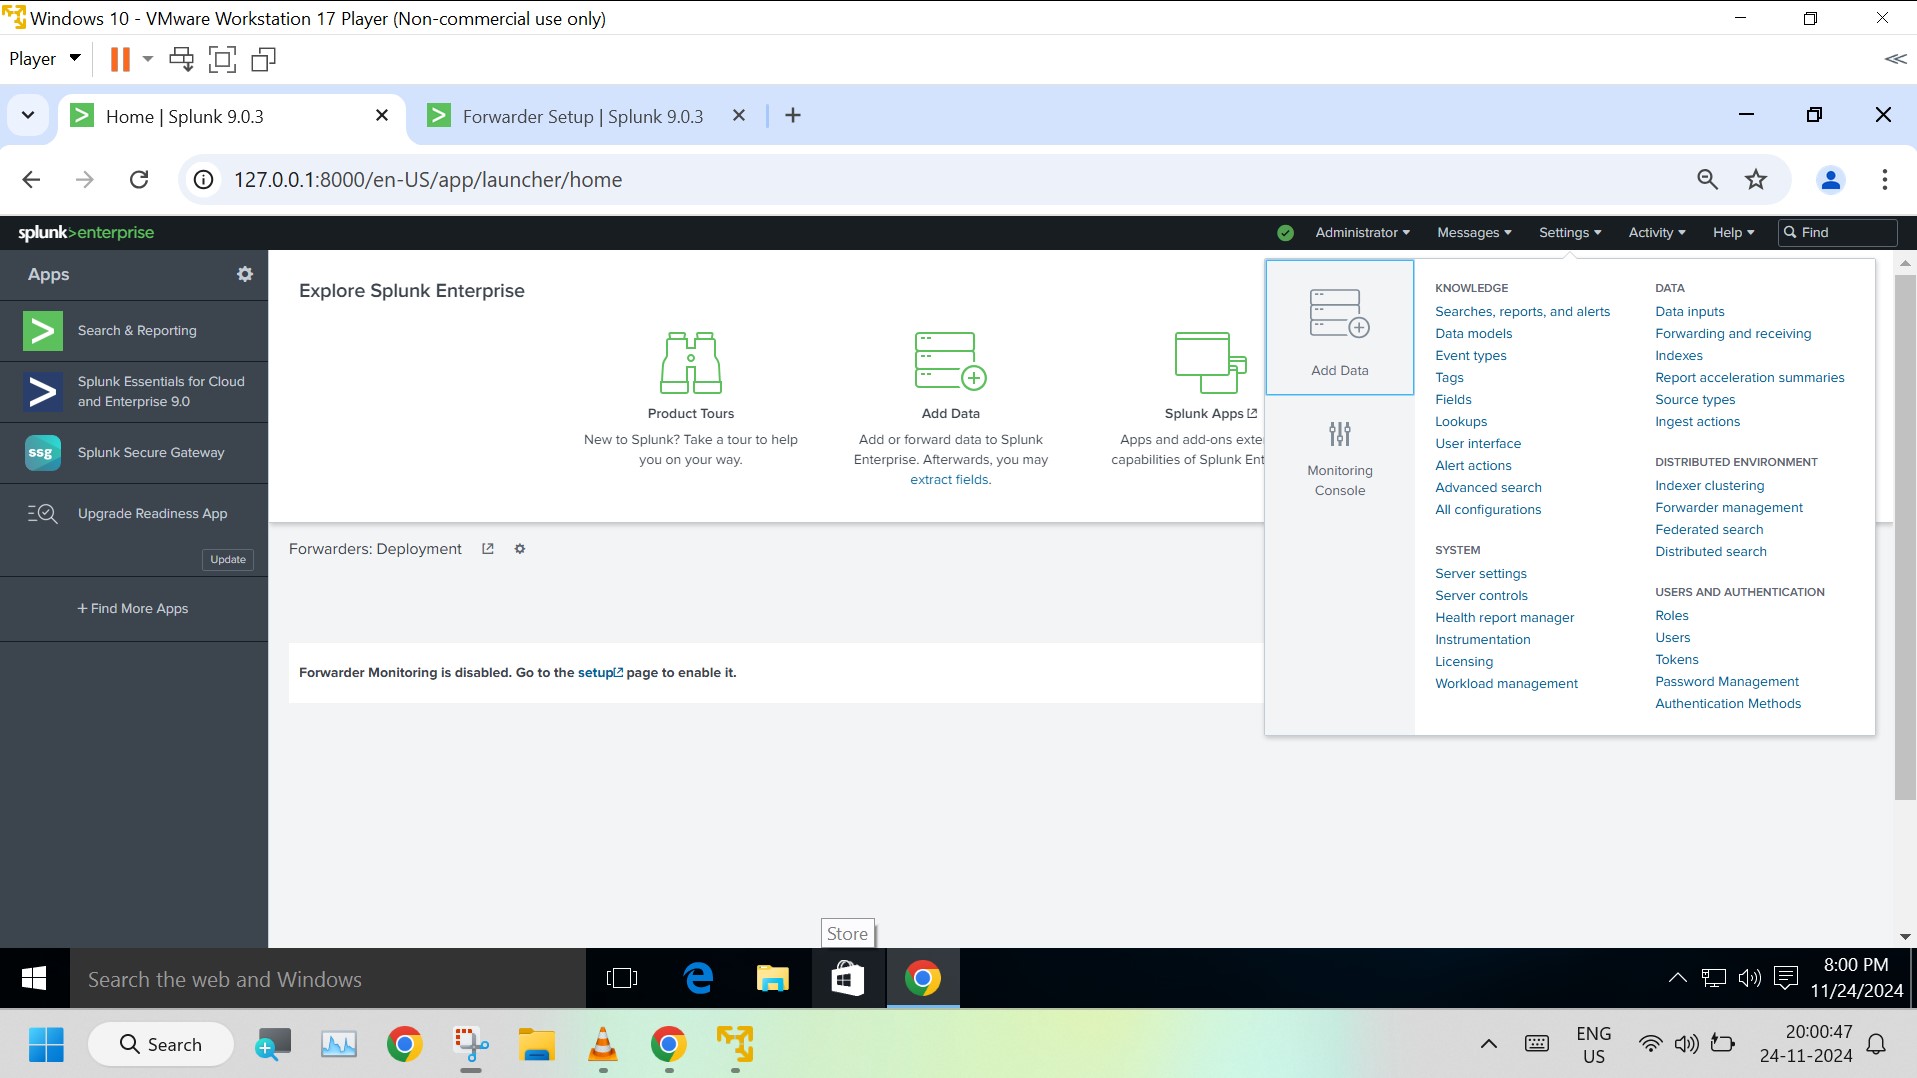 Windows 10 - VMware Workstation 17 Player (Non-commercial use only)
Player
Home | Splunk 9.0.3
Forwarder Setup | Splunk 9.0.3
127.0.0.1:8000/en-US/app/launcher/home
splunk>enterprise
Administrator
Messages
Settings
Activity
Help
Find
Apps
Search & Reporting
Splunk Essentials for Cloud
and Enterprise 9.0
ssg
Splunk Secure Gateway
Upgrade Readiness App
Update
+ Find More Apps
Explore Splunk Enterprise
Product Tours
New to Splunk? Take a tour to help
you on your way.
Add Data
Add or forward data to Splunk
Enterprise. Afterwards, you may
extract fields.
Splunk Apps
Apps and add-ons exte
capabilities of Splunk Ent
Forwarders: Deployment
Forwarder Monitoring is disabled. Go to the setup page to enable it.
Add Data
Monitoring
Console
KNOWLEDGE
Searches, reports, and alerts
Data models
Event types
Tags
Fields
Lookups
User interface
Alert actions
Advanced search
All configurations
SYSTEM
Server settings
Server controls
Health report manager
Instrumentation
Licensing
Workload management
DATA
Data inputs
Forwarding and receiving
Indexes
Report acceleration summaries
Source types
Ingest actions
DISTRIBUTED ENVIRONMENT
Indexer clustering
Forwarder management
Federated search
Distributed search
USERS AND AUTHENTICATION
Roles
Users
Tokens
Password Management
Authentication Methods
Store
Search the web and Windows
8:00 PM
11/24/2024
Search
ENG
US
20:00:47
24-11-2024